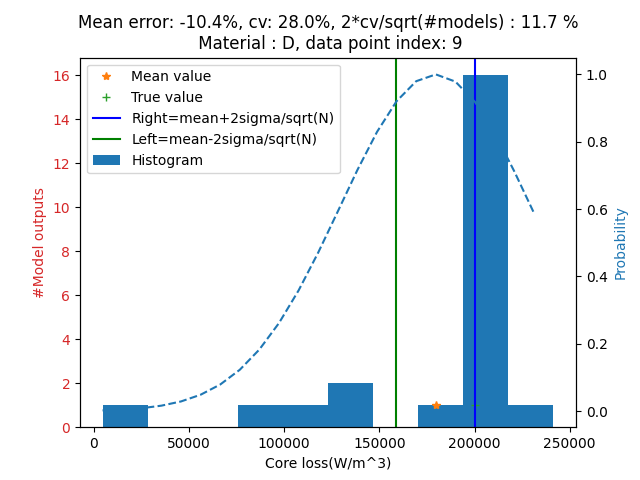 Mean error: -10.4%, cv: 28.0%, 2*cv/sqrt(#models) : 11.7 %
Material : D, data point index: 9
Mean value
True value
Right=mean+2sigma/sqrt(N)
Left=mean-2sigma/sqrt(N)
Histogram
#Model outputs
16
14
12
10
8
6
4
2
0
1.0
0.8
0.6
0.4
0.2
0.0
Probability
0 50000 100000 150000 200000 250000
Core loss(W/m^3)